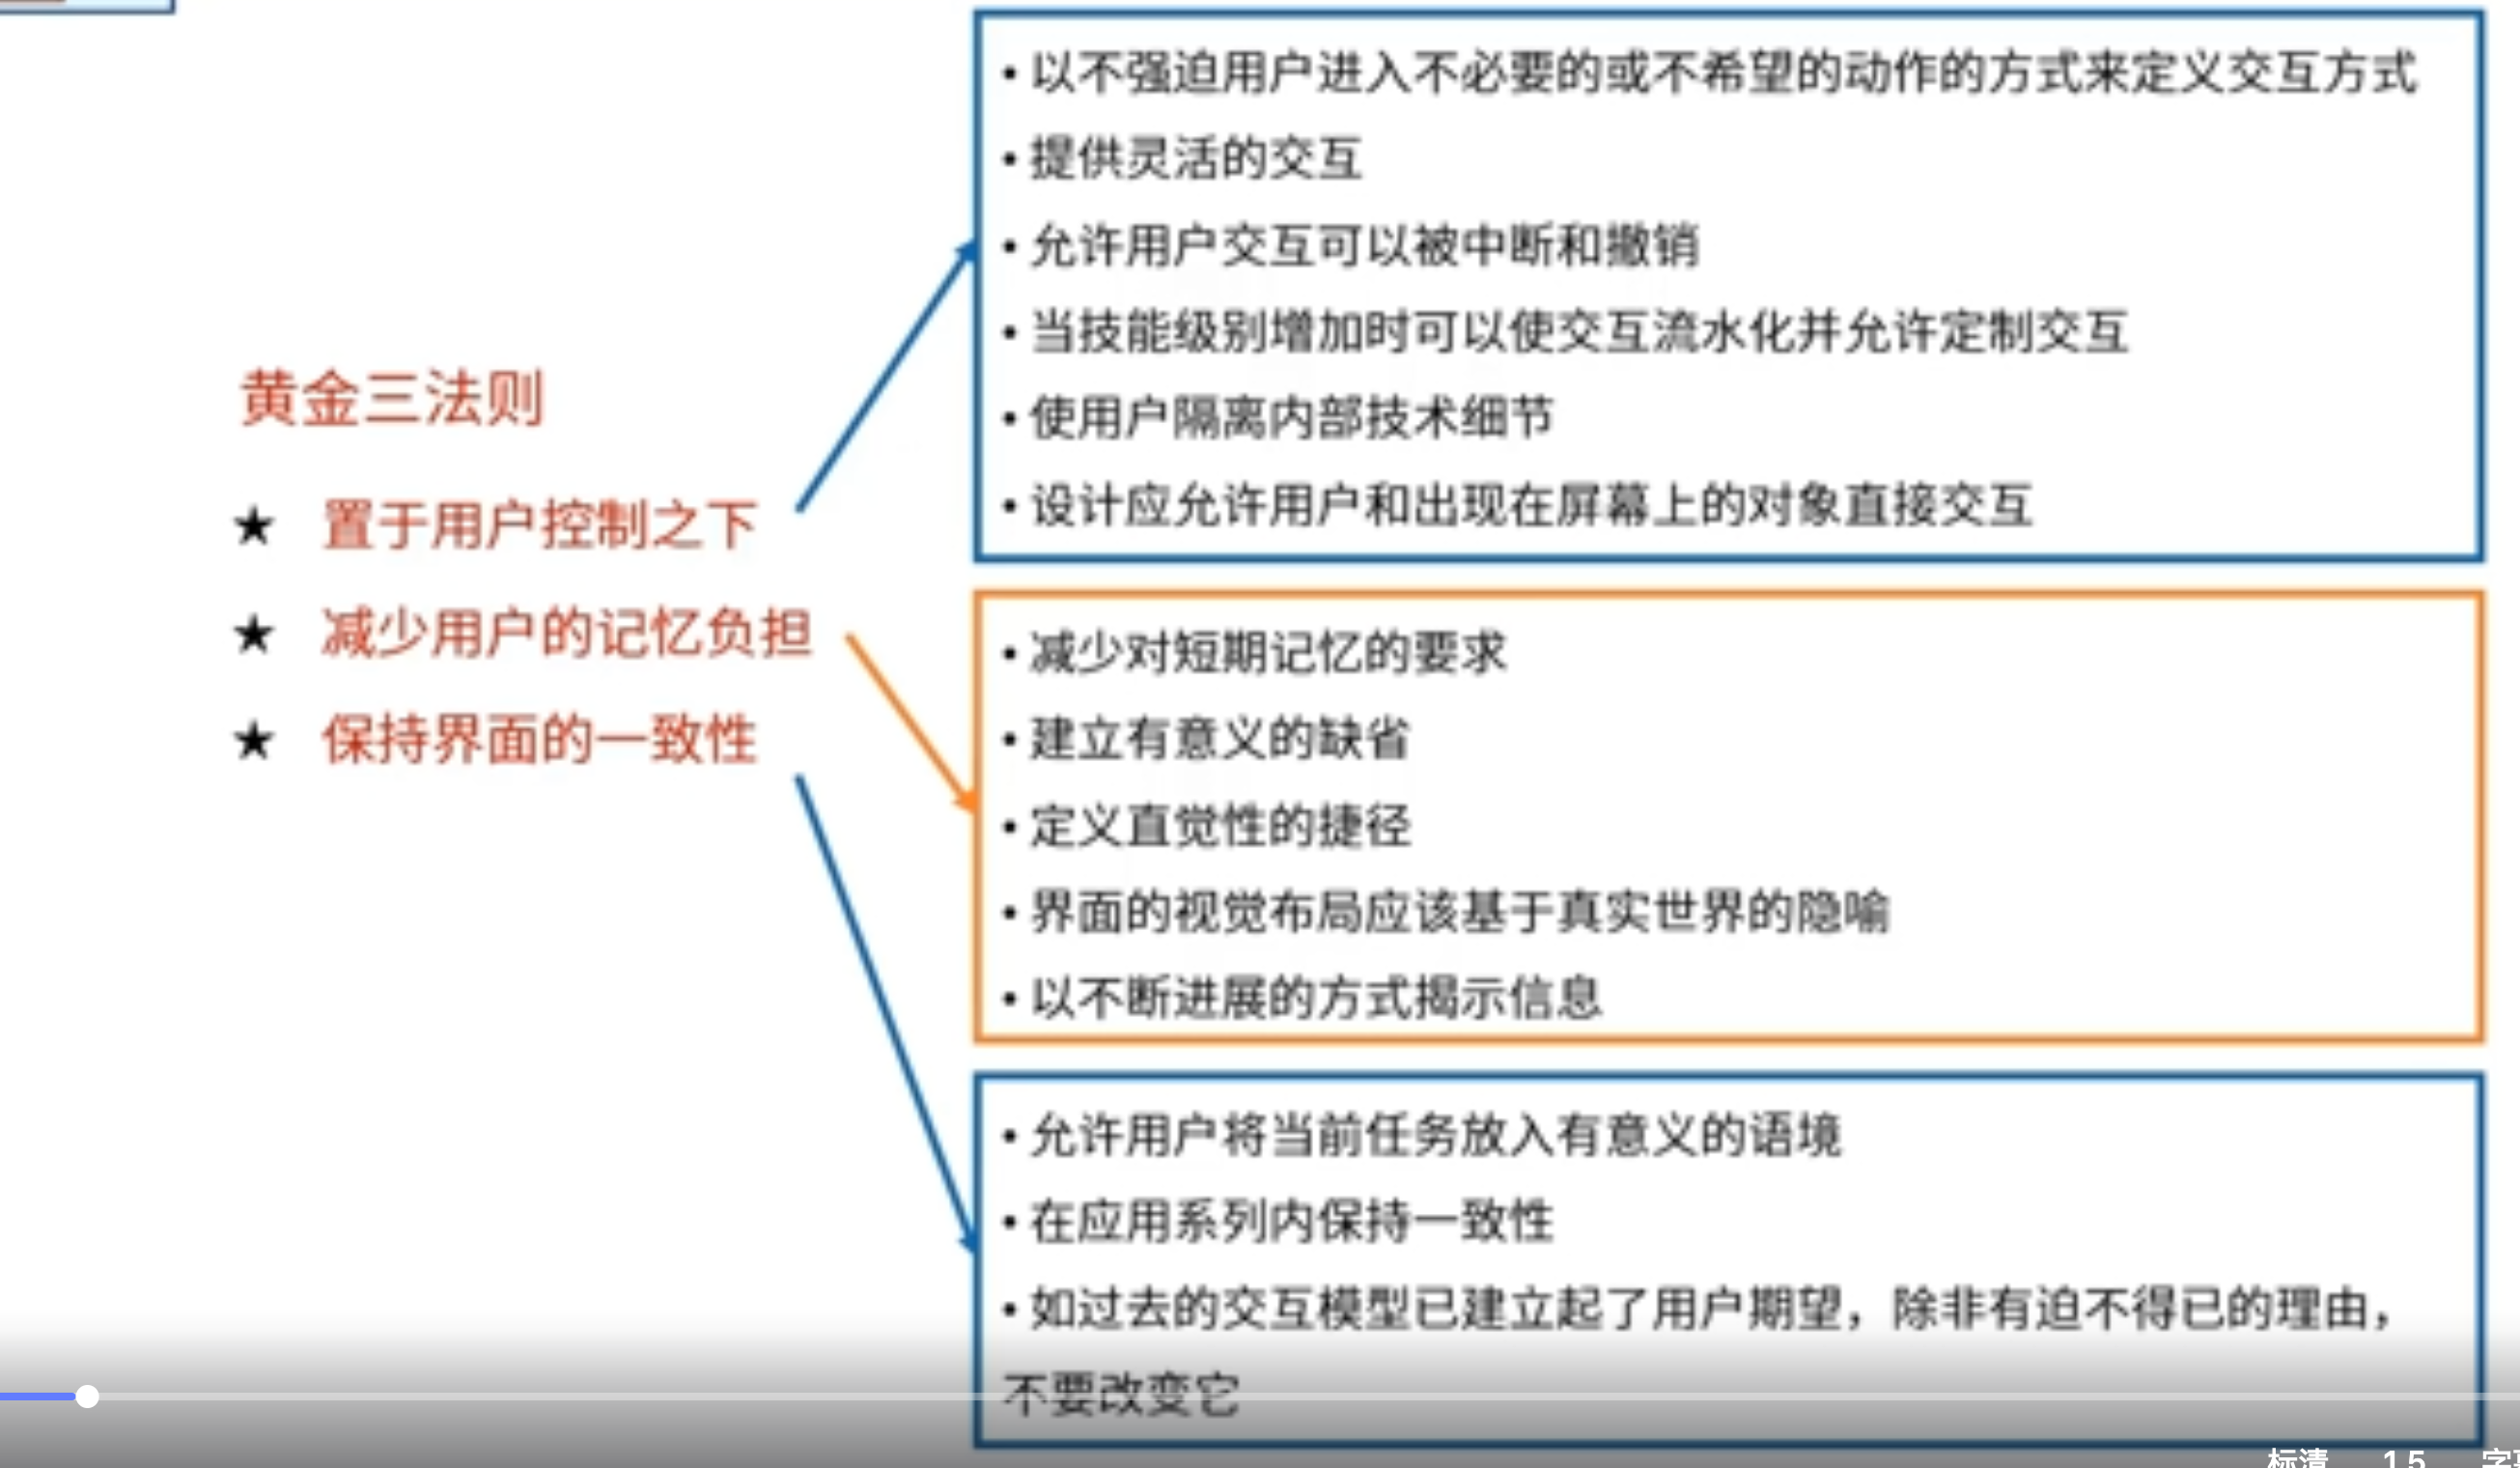 黄金三法则
★ 置于用户控制之下
★ 减少用户的记忆负担
★ 保持界面的一致性
• 以不强迫用户进入不必要的或不希望的动作的方式来定义交互方式
• 提供灵活的交互
• 允许用户交互可以被中断和撤销
• 当技能级别增加时可以使交互流水化并允许定制交互
• 使用户隔离内部技术细节
• 设计应允许用户和出现在屏幕上的对象直接交互
• 减少对短期记忆的要求
• 建立有意义的缺省
• 定义直觉性的捷径
• 界面的视觉布局应该基于真实世界的隐喻
• 以不断进展的方式揭示信息
• 允许用户将当前任务放入有意义的语境
• 在应用系列内保持一致性
• 如过去的交互模型已建立起了用户期望，除非有迫不得已的理由，
不要改变它
标清